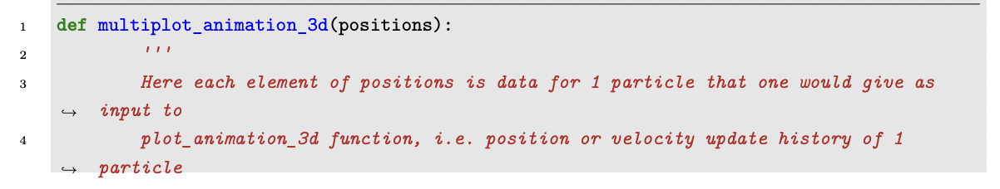 1 def multiplot_animation_3d(positions):
2 '''
3 Here each element of positions is data for 1 particle that one would give as
↪ input to
4 plot_animation_3d function, i.e. position or velocity update history of 1
↪ particle